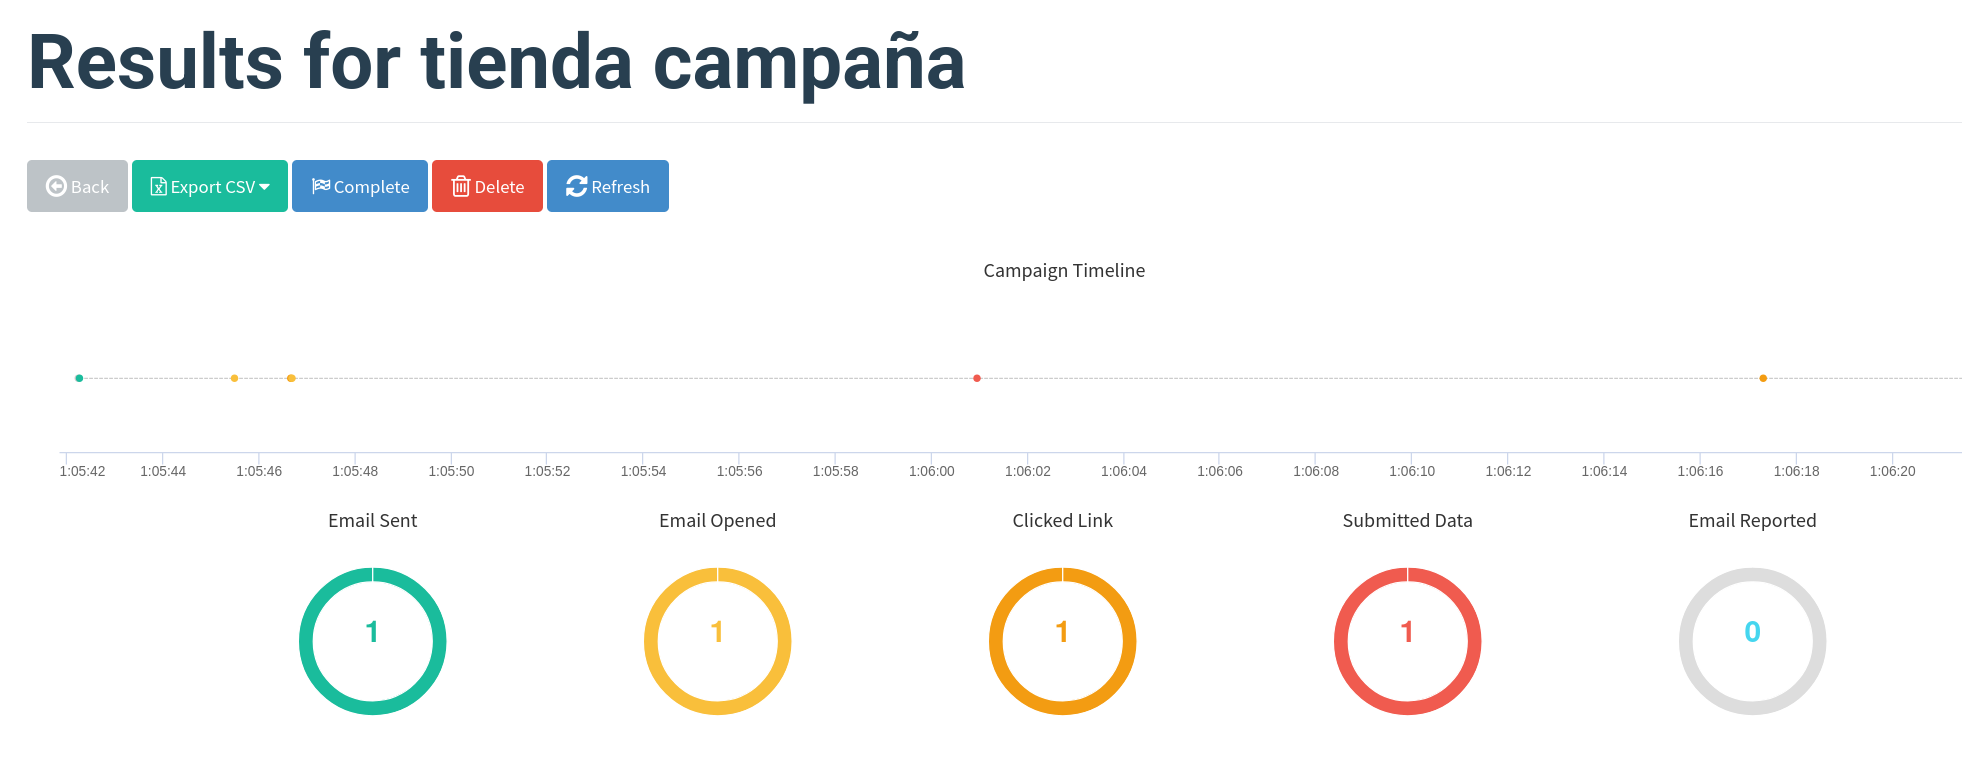 Results for tienda campaña
Back Export CSV Complete Delete Refresh
Campaign Timeline
1:05:42 1:05:44 1:05:46 1:05:48 1:05:50 1:05:52 1:05:54 1:05:56 1:05:58 1:06:00 1:06:02 1:06:04 1:06:06 1:06:08 1:06:10 1:06:12 1:06:14 1:06:16 1:06:18 1:06:20
Email Sent Email Opened Clicked Link Submitted Data Email Reported
1 1 1 1 0